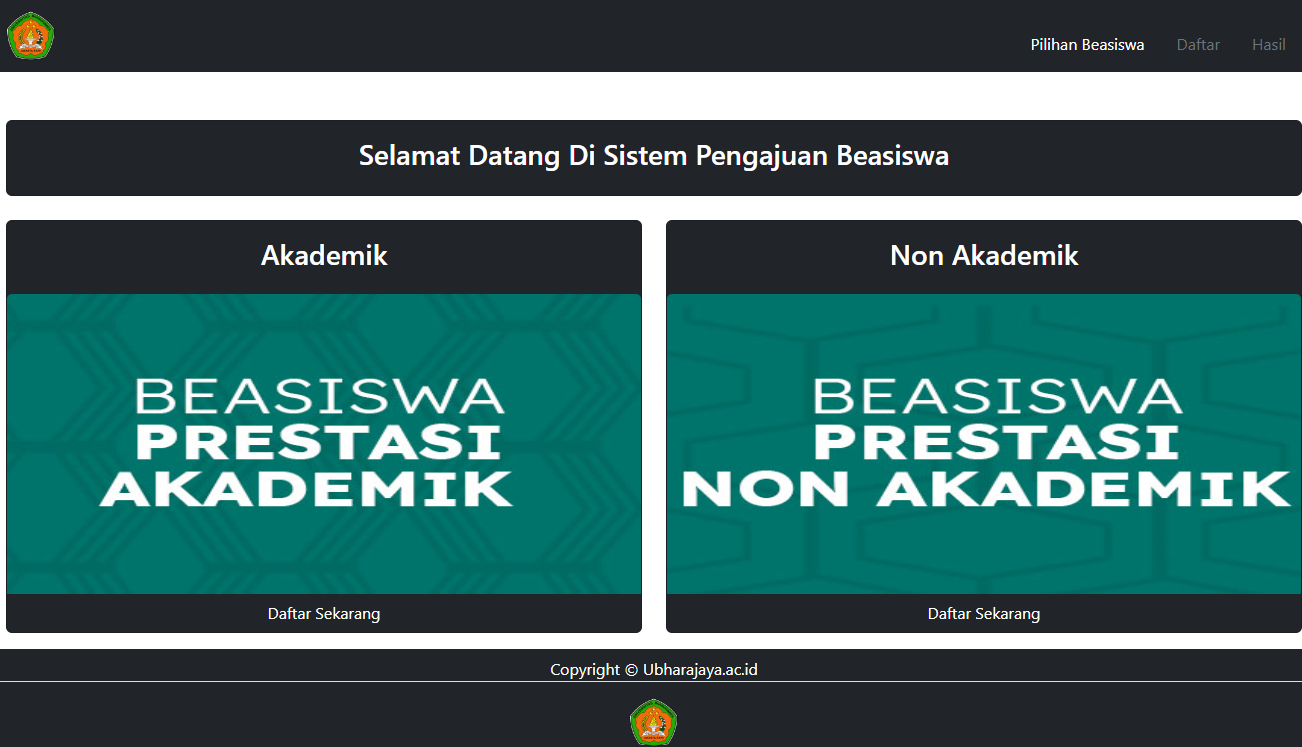 Pilihan Beasiswa Daftar Hasil
Selamat Datang Di Sistem Pengajuan Beasiswa
Akademik
BEASISWA
PRESTASI
AKADEMIK
Daftar Sekarang
Non Akademik
BEASISWA
PRESTASI
NON AKADEMIK
Daftar Sekarang
Copyright © Ubharajaya.ac.id